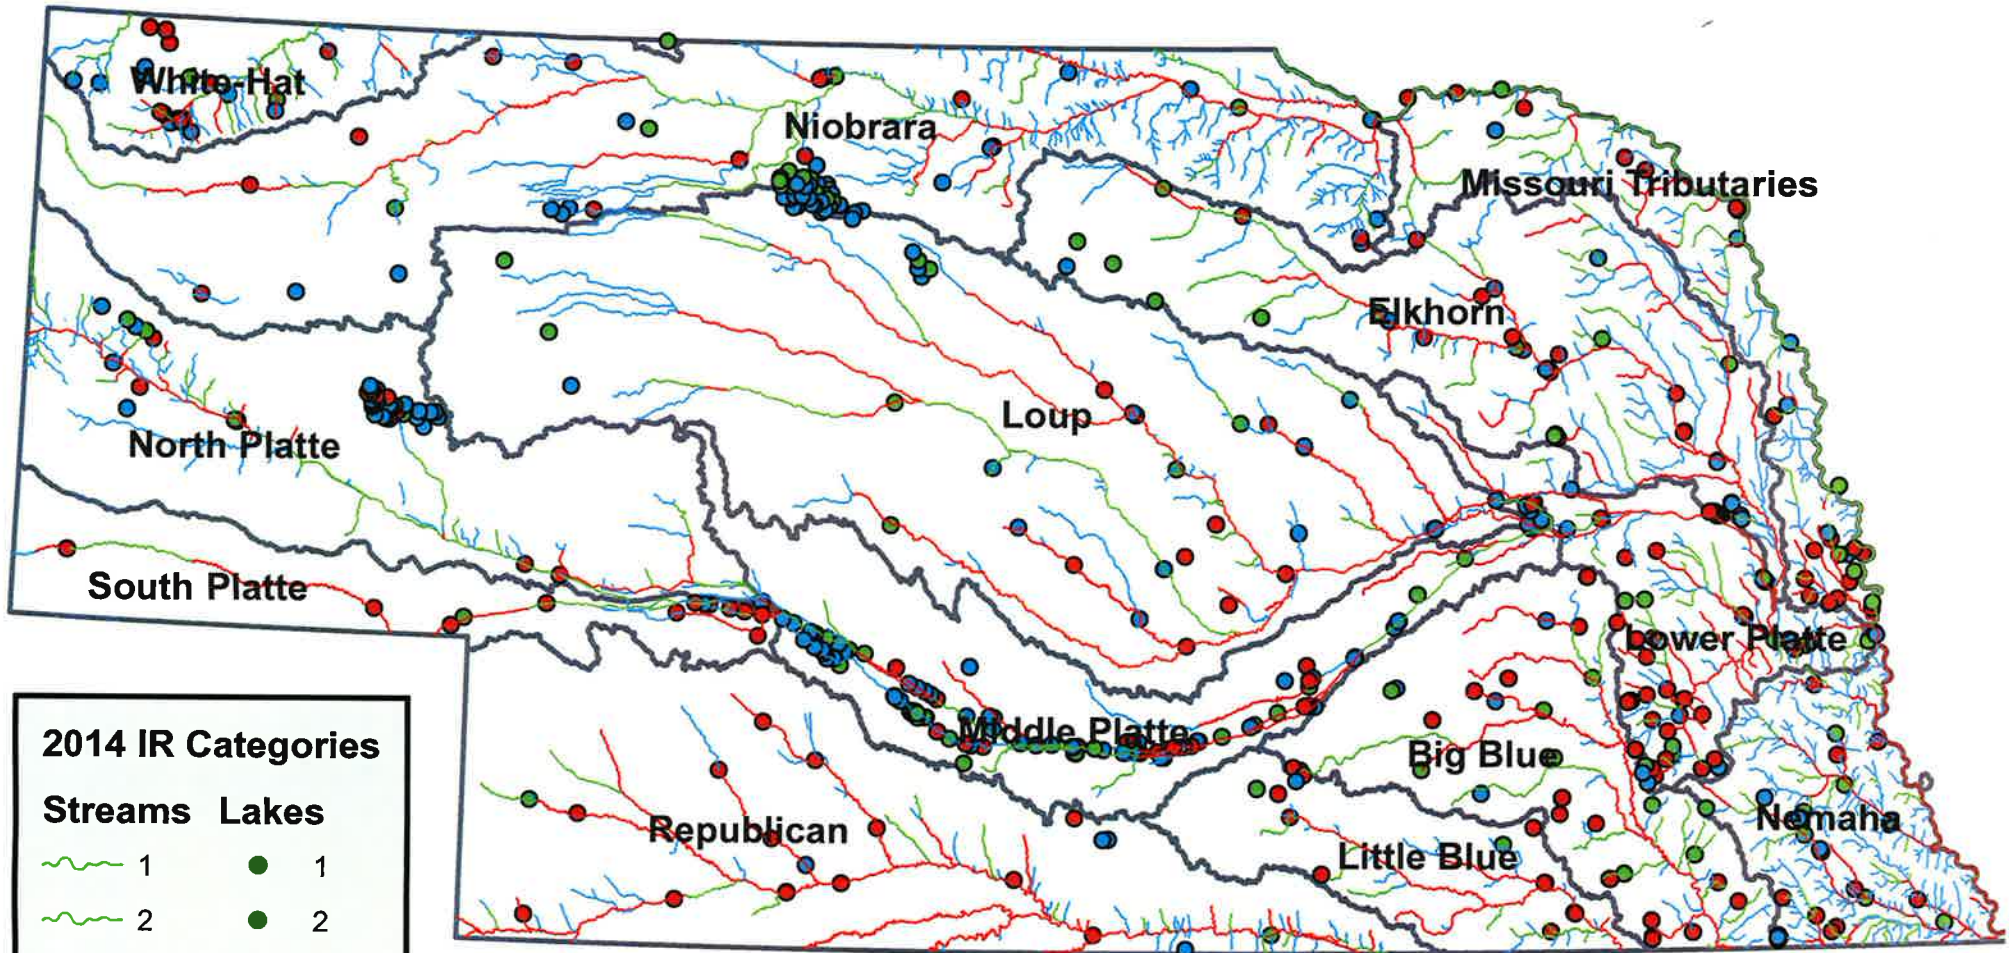 White-Hat
Niobrara
Missouri Tributaries
Elkhorn
Loup
North Platte
South Platte
Lower Platte
Middle Platte
Big Blue
Republican
Nemaha
Little Blue
2014 IR Categories
Streams Lakes
1 1
2 2